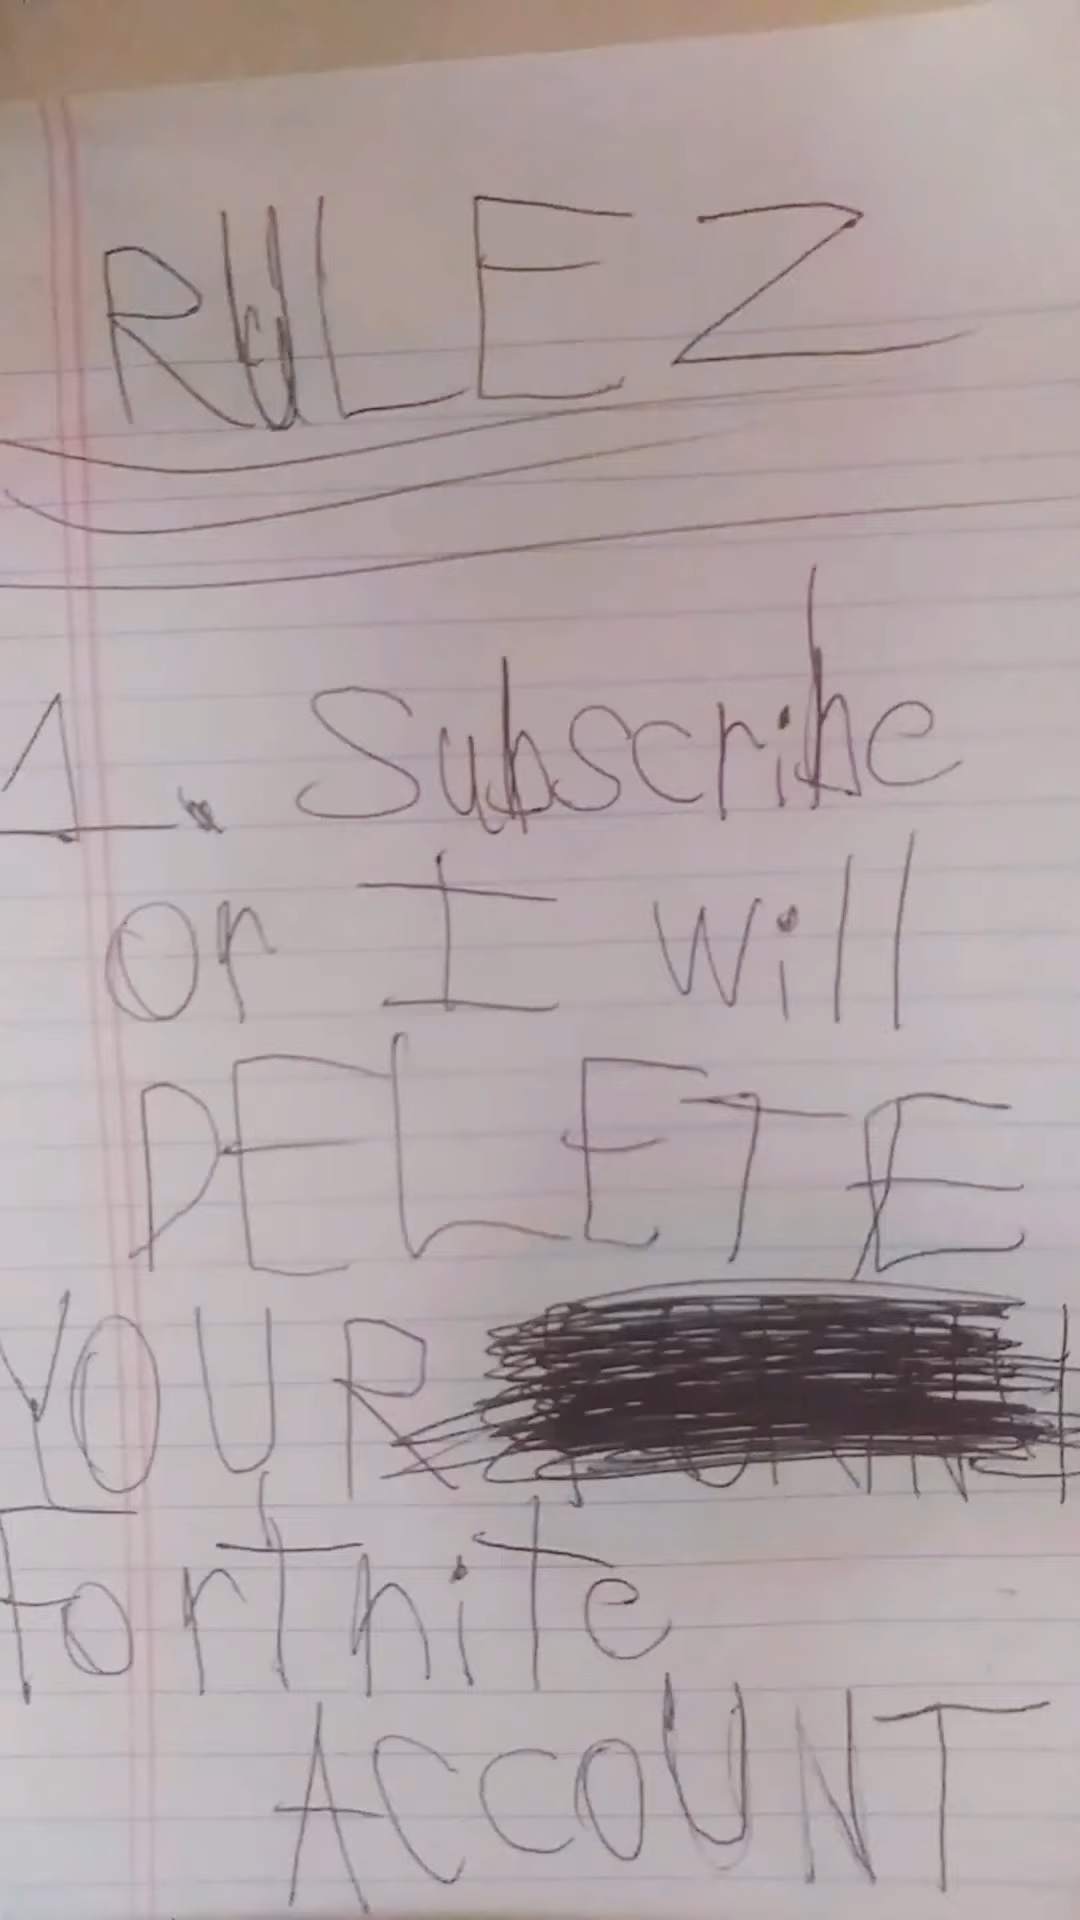 RULEZ
1. Subscribe
or I will
DELETE
YOUR
Fortnite
ACCOUNT